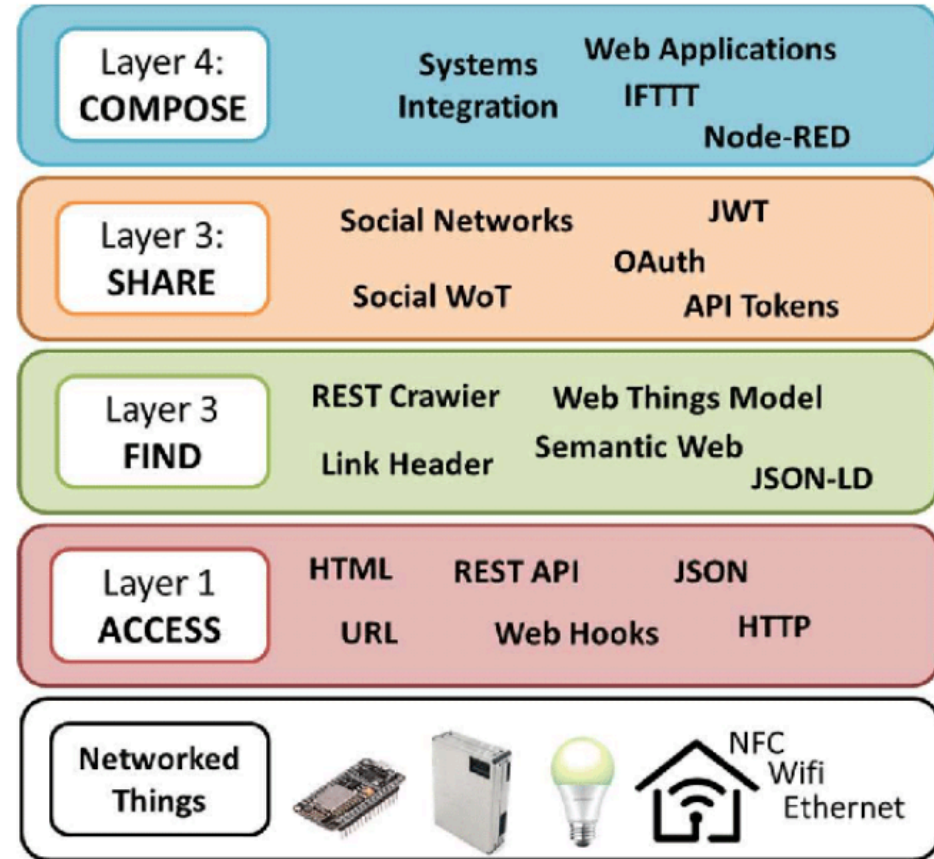 Layer 4:
COMPOSE
Systems
Integration
Web Applications
IFTTT
Node-RED
Layer 3:
SHARE
Social Networks
Social WoT
JWT
OAuth
API Tokens
Layer 3
FIND
REST Crawier
Web Things Model
Link Header
Semantic Web
JSON-LD
Layer 1
ACCESS
HTML
REST API
JSON
URL
Web Hooks
HTTP
Networked
Things
NFC
Wifi
Ethernet